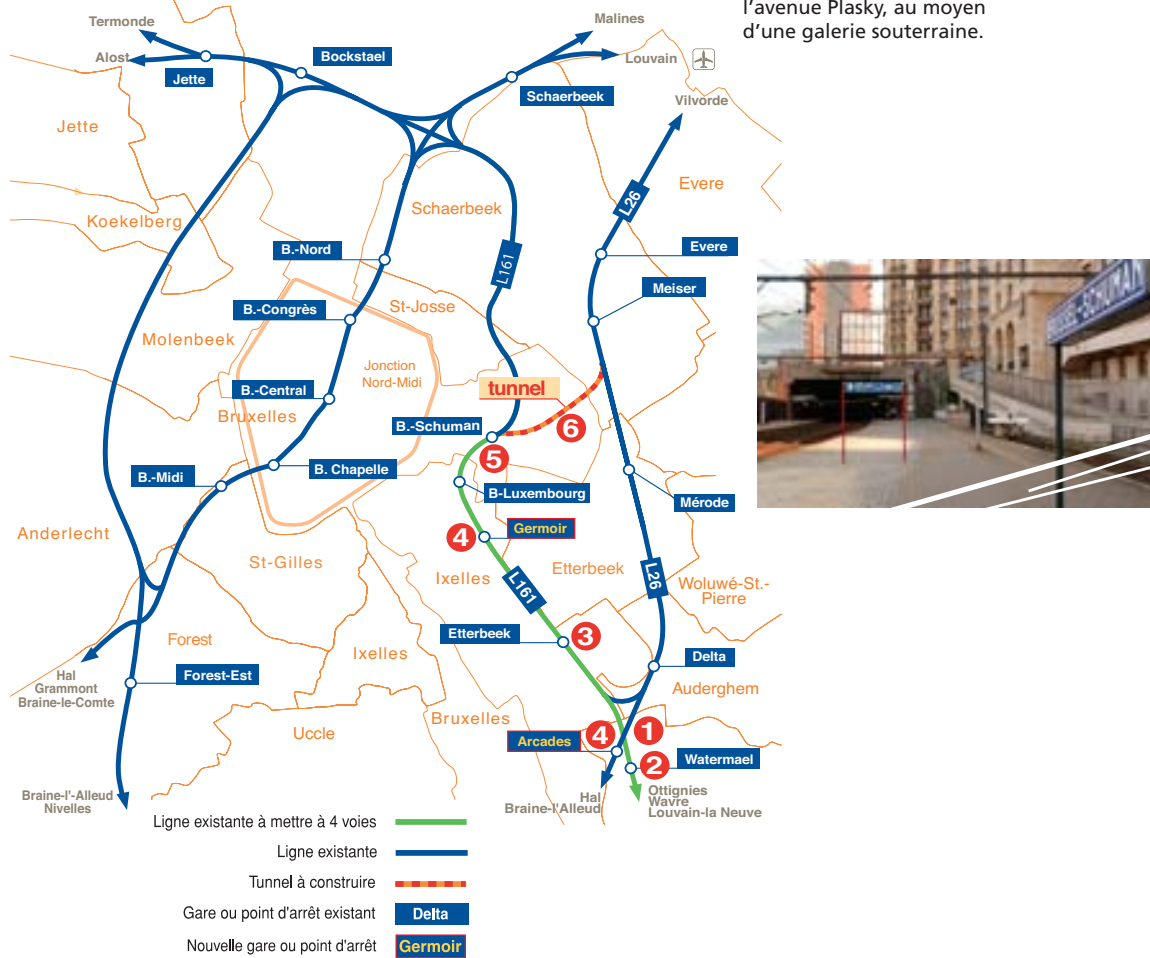 l'avenue Plasky, au moyen
d'une galerie souterraine.
Termonde
Alost
Jette
Bockstael
Malines
Louvain
Schaerbeek
Vilvorde
Jette
Koekelberg
Schaerbeek
L26
Evere
L161
B.-Nord
Evere
Meiser
St-Josse
B.-Congrès
Molenbeek
Jonction
Nord-Midi
B.-Central
Bruxelles
tunnel
B.-Schuman
6
5
B. Chapelle
B.-Midi
B-Luxembourg
Mérode
Anderlecht
4
Germoir
St-Gilles
Ixelles
Etterbeek
L161
L26
Woluwé-St.-
Pierre
Etterbeek
3
Forest
Ixelles
Delta
Hal
Grammont
Braine-le-Comte
Forest-Est
Auderghem
Bruxelles
Uccle
Arcades
4
1
2
Watermael
Braine-l'-Alleud
Nivelles
Hal
Braine-l'Alleud
Ottignies
Wavre
Louvain-la Neuve
Ligne existante à mettre à 4 voies
Ligne existante
Tunnel à construire
Gare ou point d'arrêt existant
Delta
Nouvelle gare ou point d'arrêt
Germoir